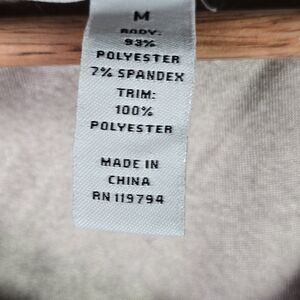 M
BODY:
93%
POLYESTER
7% SPANDEX
TRIM:
100%
POLYESTER
MADE IN
CHINA
RN 119794